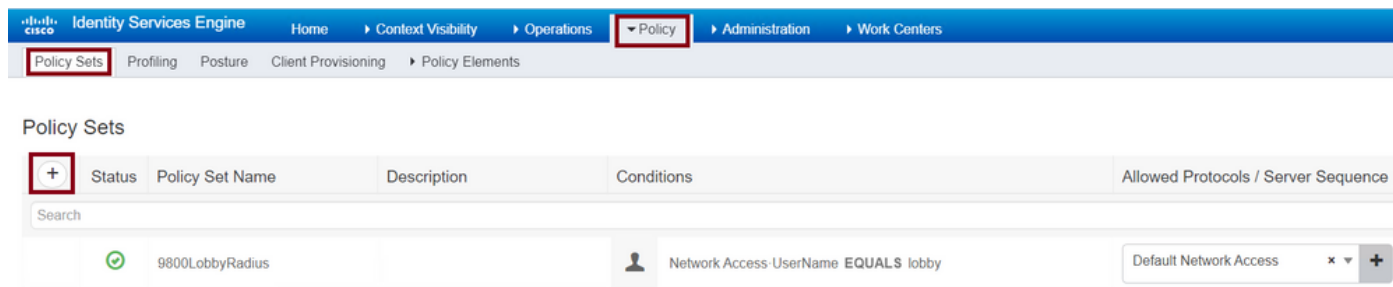 cisco Identity Services Engine Home Context Visibility Operations Policy Administration Work Centers
Policy Sets Profiling Posture Client Provisioning Policy Elements
Policy Sets
+ Status Policy Set Name Description Conditions Allowed Protocols / Server Sequence
Search
9800LobbyRadius Network Access·UserName EQUALS lobby Default Network Access × +